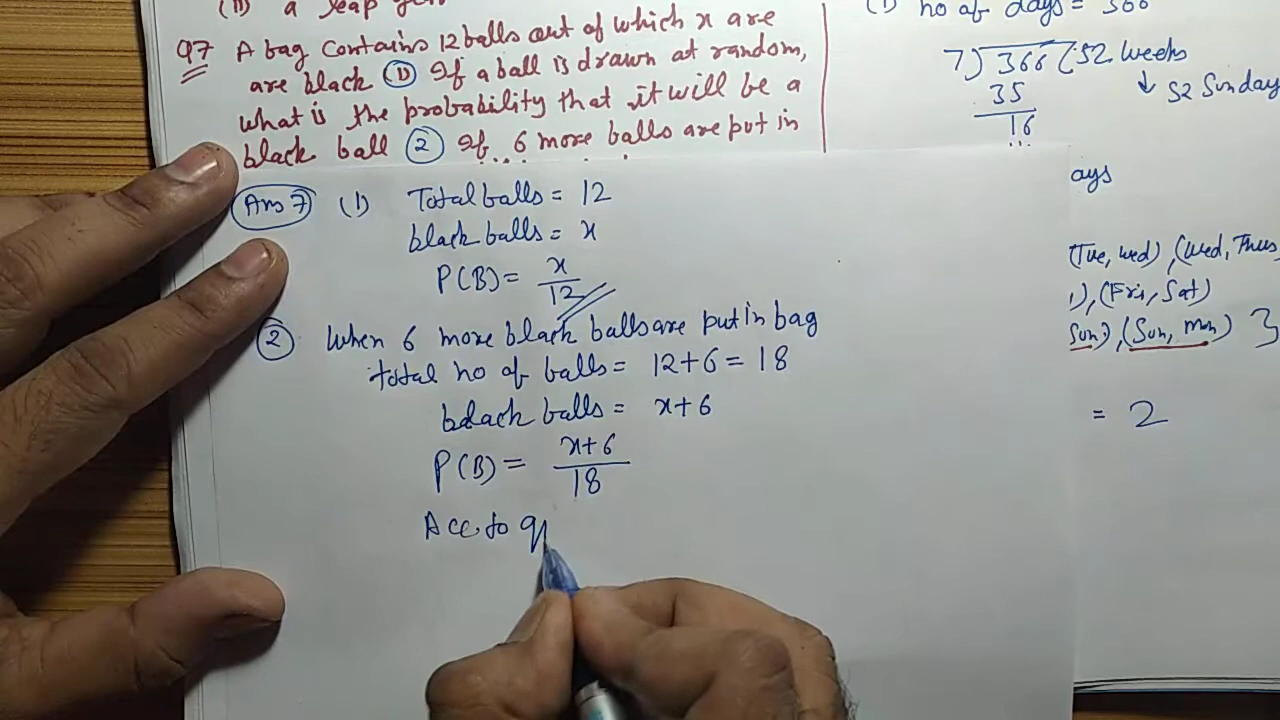 (ii) a leap
Q7 A bag contains 12 balls out of which x are
are black (1) If a ball is drawn at random,
what is the probability that it will be a
black ball (2) If 6 more balls are put in
Ans 7 (1) Total balls = 12
black balls = x
P(B) = x/12
(2) When 6 more black balls are put in bag
total no of balls = 12+6 = 18
bdack balls = x+6
P(B) = x+6/18
Acc. to q
(1) no of days = 366
7) 366 (52 weeks
35
16
↓ 52 Sunday
ays
(Tue, wed), (wed, Thus
), (Fri, Sat)
Sun), (Sun, mon) }
= 2